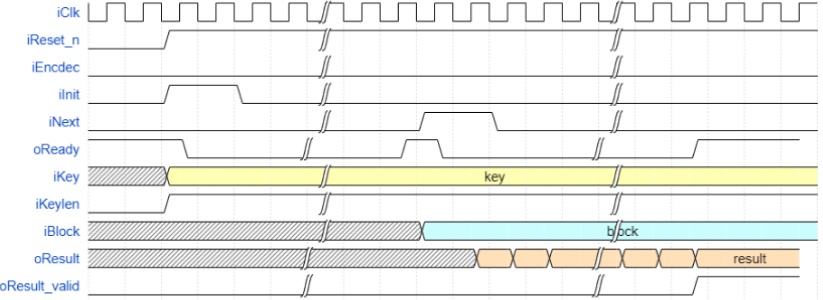 iClk
iReset_n
iEncdec
iInit
iNext
oReady
iKey key
iKeylen
iBlock block
oResult result
oResult_valid